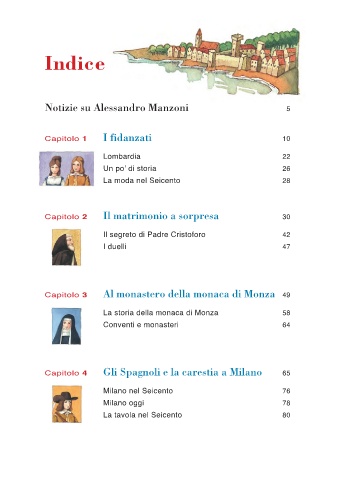 Indice
Notizie su Alessandro Manzoni 5
Capitolo 1 I fidanzati 10
Lombardia 22
Un po' di storia 26
La moda nel Seicento 28
Capitolo 2 Il matrimonio a sorpresa 30
Il segreto di Padre Cristoforo 42
I duelli 47
Capitolo 3 Al monastero della monaca di Monza 49
La storia della monaca di Monza 58
Conventi e monasteri 64
Capitolo 4 Gli Spagnoli e la carestia a Milano 65
Milano nel Seicento 76
Milano oggi 78
La tavola nel Seicento 80